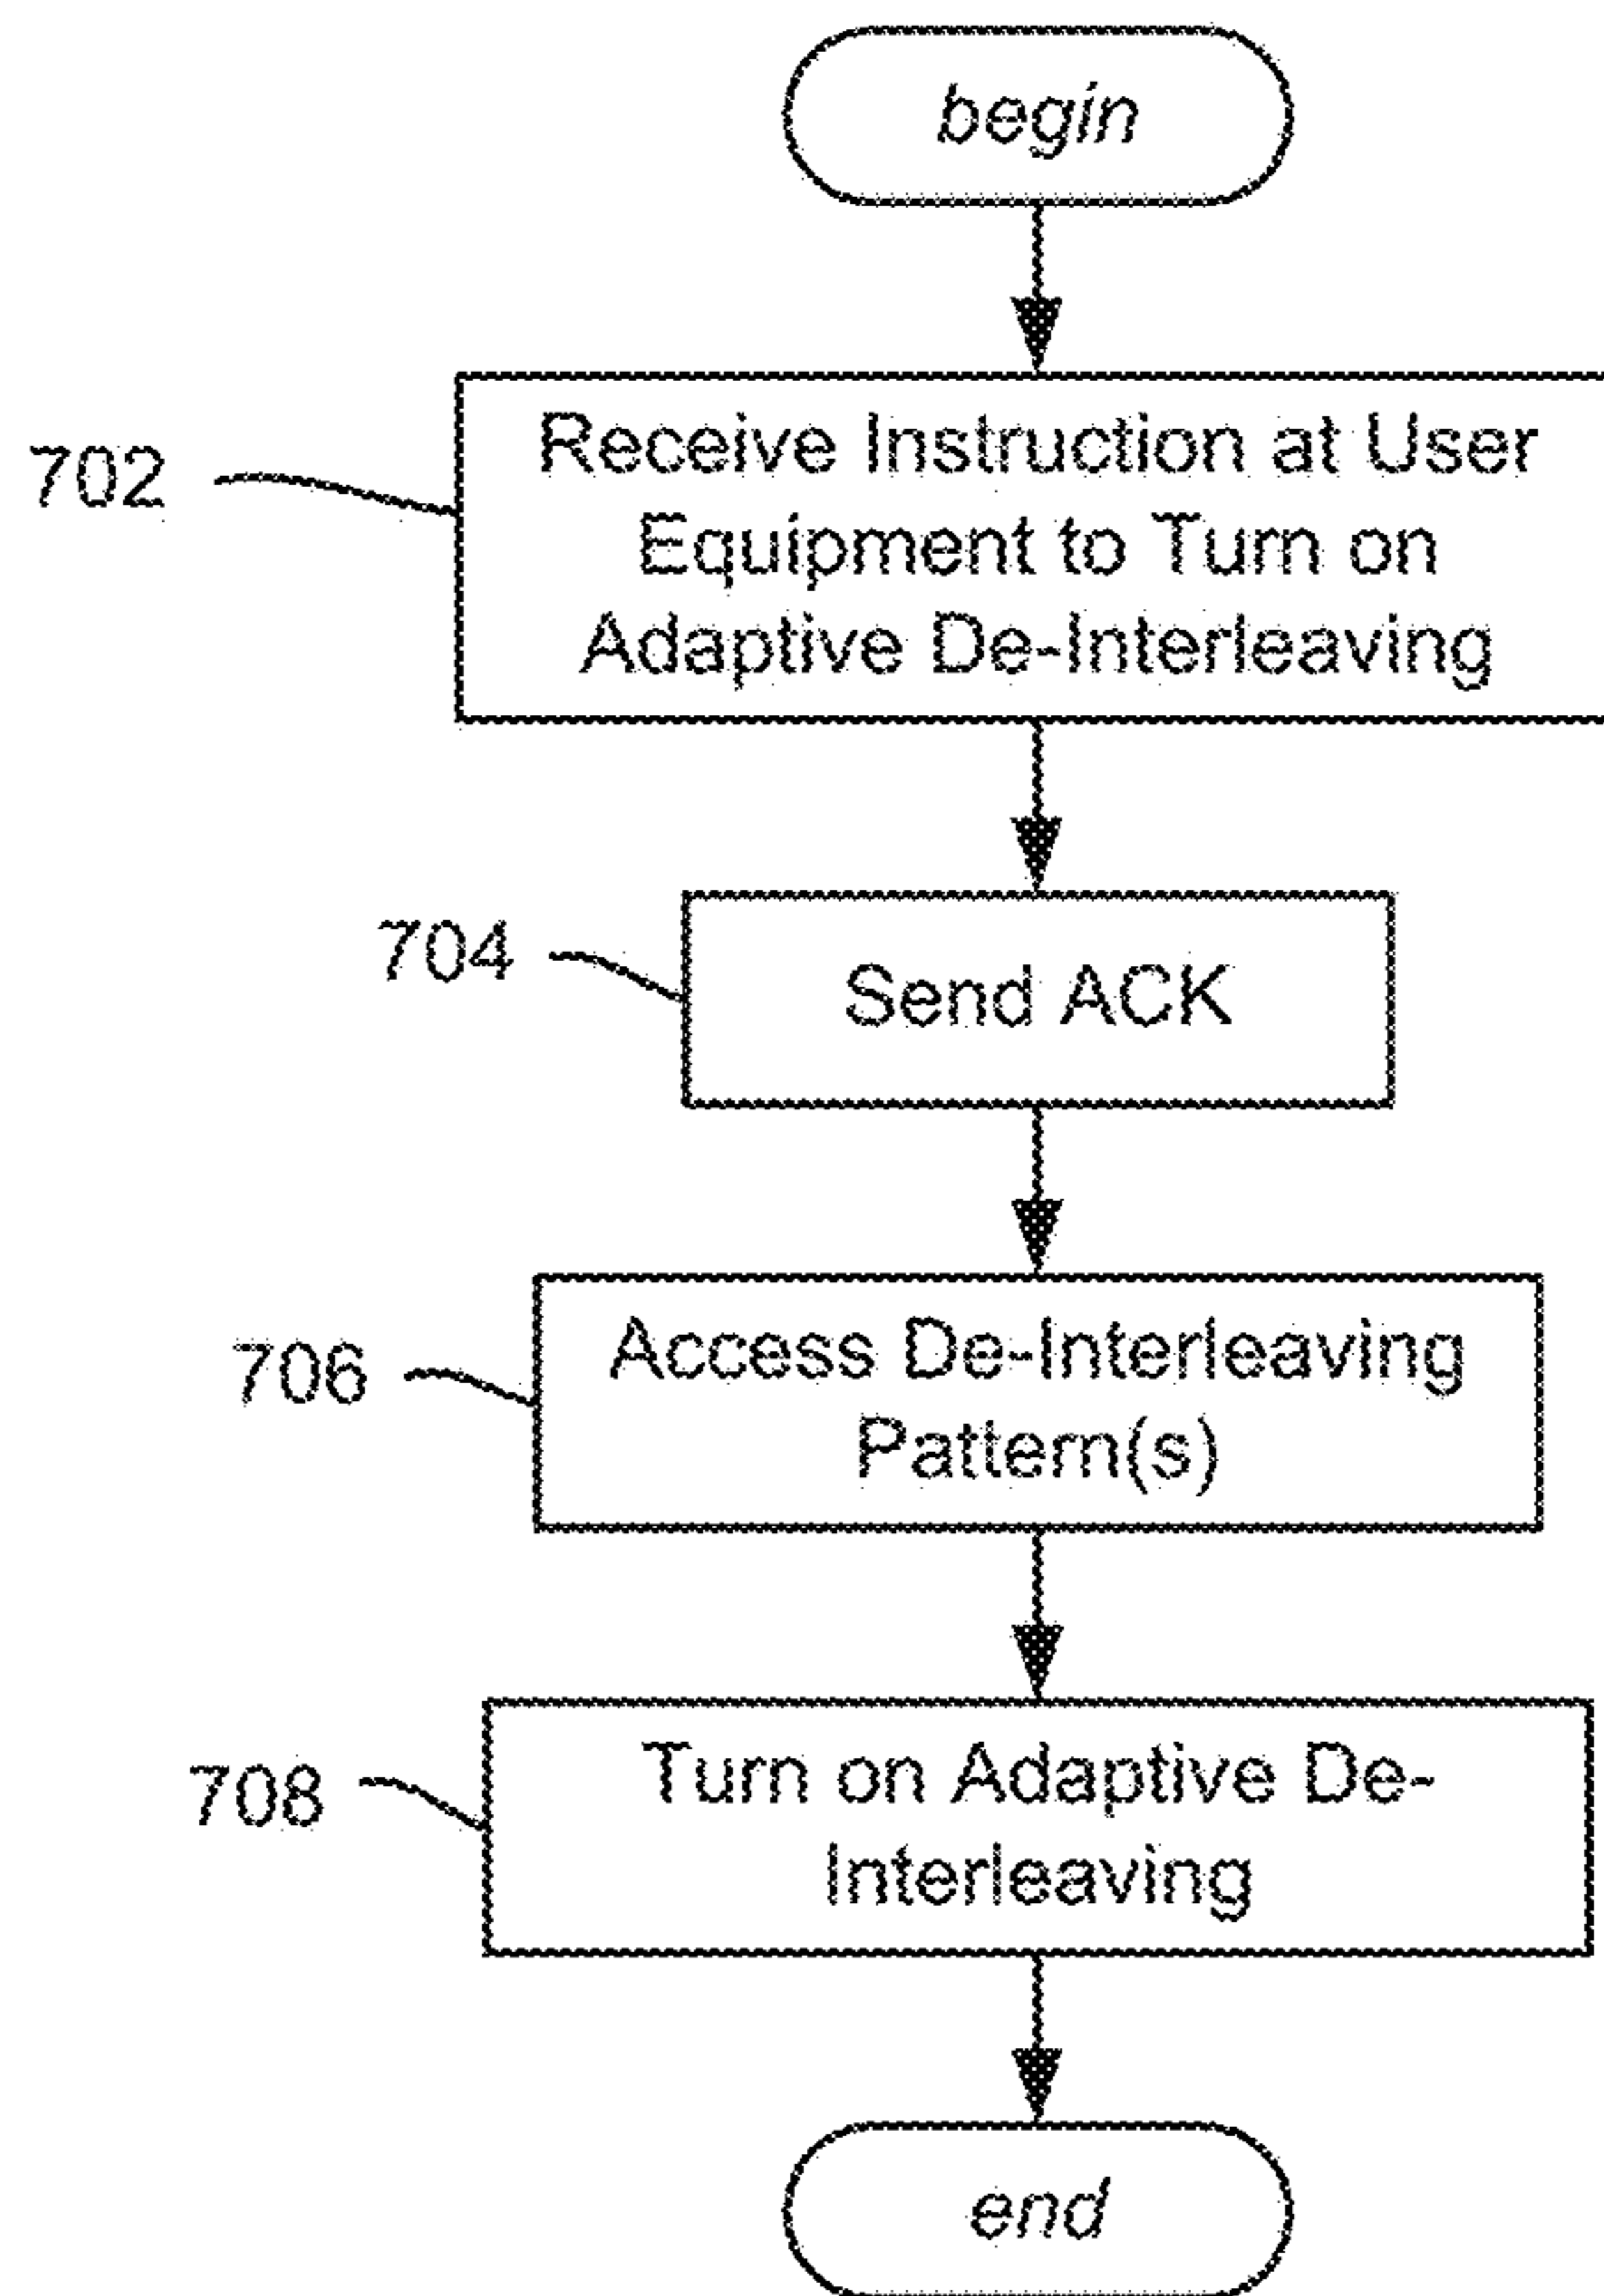 begin
702
Receive Instruction at User
Equipment to Turn on
Adaptive De-Interleaving
704
Send ACK
706
Access De-Interleaving
Pattern(s)
708
Turn on Adaptive De-
Interleaving
end